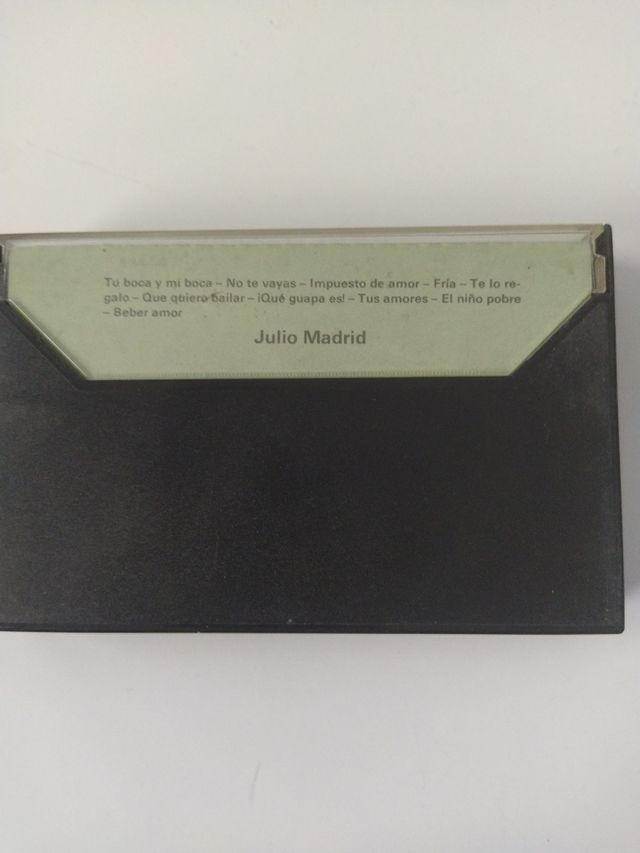 Tu boca y mi boca – No te vayas – Impuesto de amor – Fría – Te lo re-
galo – Que quiero bailar – ¡Qué guapa es! – Tus amores – El niño pobre
– Beber amor
Julio Madrid